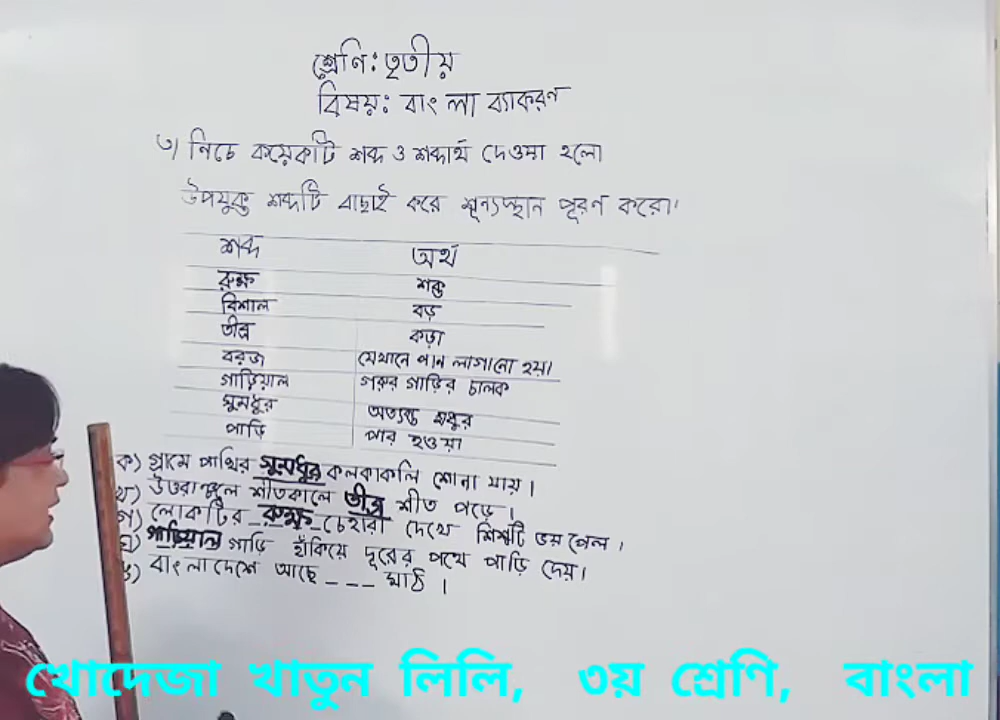 শ্রেণি: তৃতীয়
বিষয়: বাংলা ব্যাকরণ
৩) নিচে কয়েকটি শব্দ ও শব্দার্থ দেওয়া হলো
উপযুক্ত শব্দটি বাছাই করে শূন্যস্থান পূরণ করো।
শব্দ অর্থ
রুক্ষ শক্ত
বিশাল বড়
তীব্র কড়া
বরজ যেখানে পান লাগানো হয়।
গাড়িয়াল গরুর গাড়ির চালক
সুমধুর অত্যন্ত মধুর
পাড়ি পার হওয়া
ক) গ্রামে পাখির সুমধুর কলকাকলি শোনা যায়।
খ) উত্তরাঞ্চলে শীতকালে তীব্র শীত পড়ে।
গ) লোকটির রুক্ষ চেহারা দেখে শিশুটি ভয় পেল।
ঘ) গাড়িয়াল গাড়ি হাঁকিয়ে দূরের পথে পাড়ি দেয়।
ঙ) বাংলাদেশে আছে _ _ _ মাঠ।
খোদেজা খাতুন লিলি, ৩য় শ্রেণি, বাংলা